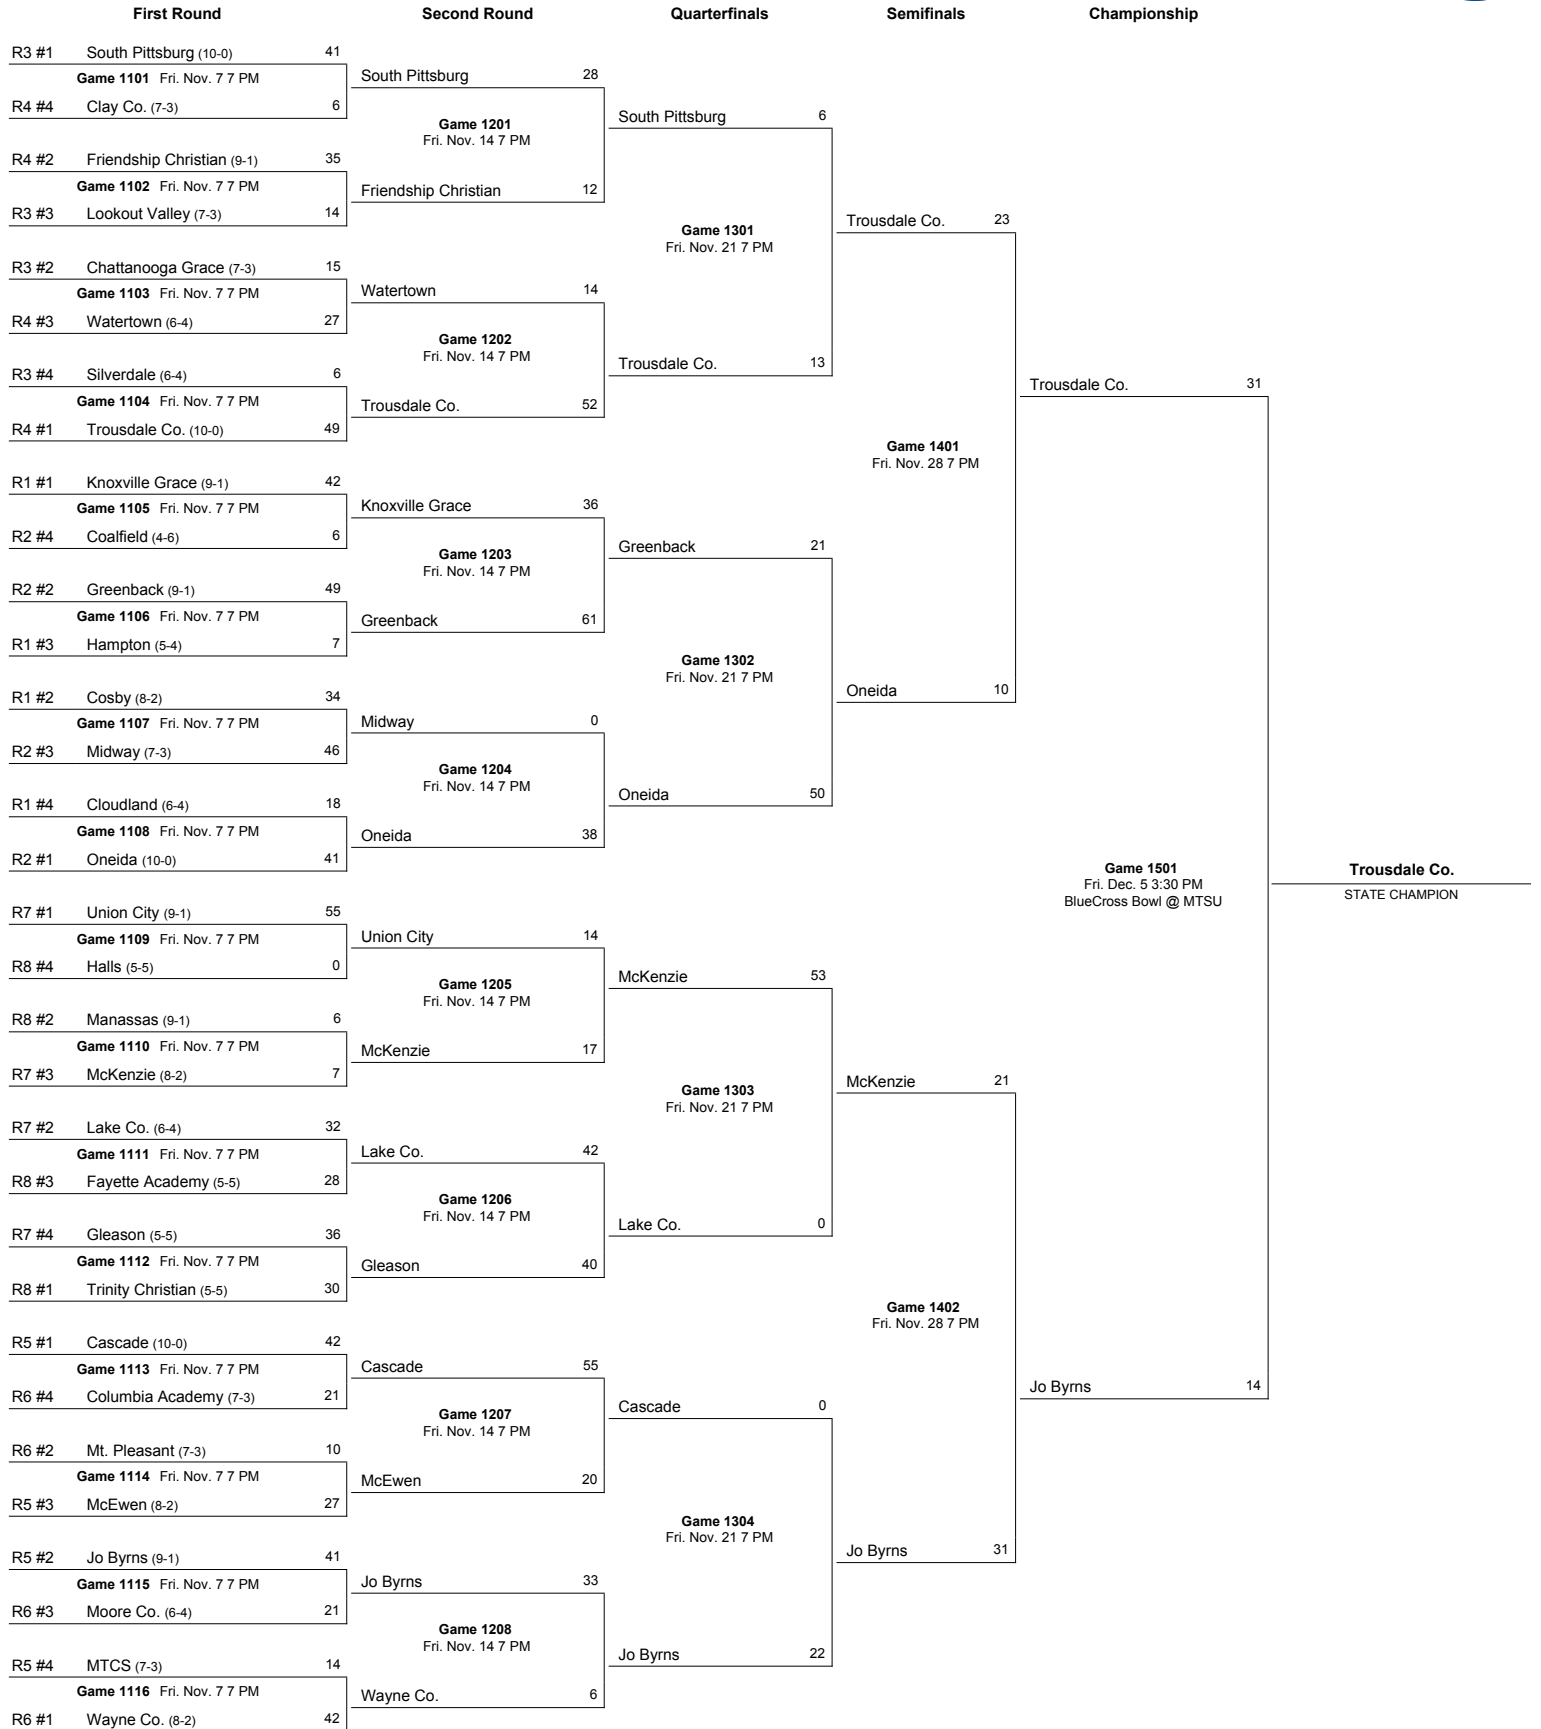 First Round
Second Round
Quarterfinals
Semifinals
Championship
R3 #1 South Pittsburg (10-0) 41
Game 1101 Fri. Nov. 7 7 PM
R4 #4 Clay Co. (7-3) 6
R4 #2 Friendship Christian (9-1) 35
Game 1102 Fri. Nov. 7 7 PM
R3 #3 Lookout Valley (7-3) 14
R3 #2 Chattanooga Grace (7-3) 15
Game 1103 Fri. Nov. 7 7 PM
R4 #3 Watertown (6-4) 27
R3 #4 Silverdale (6-4) 6
Game 1104 Fri. Nov. 7 7 PM
R4 #1 Trousdale Co. (10-0) 49
R1 #1 Knoxville Grace (9-1) 42
Game 1105 Fri. Nov. 7 7 PM
R2 #4 Coalfield (4-6) 6
R2 #2 Greenback (9-1) 49
Game 1106 Fri. Nov. 7 7 PM
R1 #3 Hampton (5-4) 7
R1 #2 Cosby (8-2) 34
Game 1107 Fri. Nov. 7 7 PM
R2 #3 Midway (7-3) 46
R1 #4 Cloudland (6-4) 18
Game 1108 Fri. Nov. 7 7 PM
R2 #1 Oneida (10-0) 41
R7 #1 Union City (9-1) 55
Game 1109 Fri. Nov. 7 7 PM
R8 #4 Halls (5-5) 0
R8 #2 Manassas (9-1) 6
Game 1110 Fri. Nov. 7 7 PM
R7 #3 McKenzie (8-2) 7
R7 #2 Lake Co. (6-4) 32
Game 1111 Fri. Nov. 7 7 PM
R8 #3 Fayette Academy (5-5) 28
R7 #4 Gleason (5-5) 36
Game 1112 Fri. Nov. 7 7 PM
R8 #1 Trinity Christian (5-5) 30
R5 #1 Cascade (10-0) 42
Game 1113 Fri. Nov. 7 7 PM
R6 #4 Columbia Academy (7-3) 21
R6 #2 Mt. Pleasant (7-3) 10
Game 1114 Fri. Nov. 7 7 PM
R5 #3 McEwen (8-2) 27
R5 #2 Jo Byrns (9-1) 41
Game 1115 Fri. Nov. 7 7 PM
R6 #3 Moore Co. (6-4) 21
R5 #4 MTCS (7-3) 14
Game 1116 Fri. Nov. 7 7 PM
R6 #1 Wayne Co. (8-2) 42
South Pittsburg 28
Game 1201
Fri. Nov. 14 7 PM
Friendship Christian 12
Watertown 14
Game 1202
Fri. Nov. 14 7 PM
Trousdale Co. 52
Knoxville Grace 36
Game 1203
Fri. Nov. 14 7 PM
Greenback 61
Midway 0
Game 1204
Fri. Nov. 14 7 PM
Oneida 38
Union City 14
Game 1205
Fri. Nov. 14 7 PM
McKenzie 17
Lake Co. 42
Game 1206
Fri. Nov. 14 7 PM
Gleason 40
Cascade 55
Game 1207
Fri. Nov. 14 7 PM
McEwen 20
Jo Byrns 33
Game 1208
Fri. Nov. 14 7 PM
Wayne Co. 6
South Pittsburg 6
Game 1301
Fri. Nov. 21 7 PM
Trousdale Co. 13
Greenback 21
Game 1302
Fri. Nov. 21 7 PM
Oneida 50
McKenzie 53
Game 1303
Fri. Nov. 21 7 PM
Lake Co. 0
Cascade 0
Game 1304
Fri. Nov. 21 7 PM
Jo Byrns 22
Trousdale Co. 23
Game 1401
Fri. Nov. 28 7 PM
Oneida 10
McKenzie 21
Game 1402
Fri. Nov. 28 7 PM
Jo Byrns 31
Trousdale Co. 31
Game 1501
Fri. Dec. 5 3:30 PM
BlueCross Bowl @ MTSU
Jo Byrns 14
Trousdale Co.
STATE CHAMPION